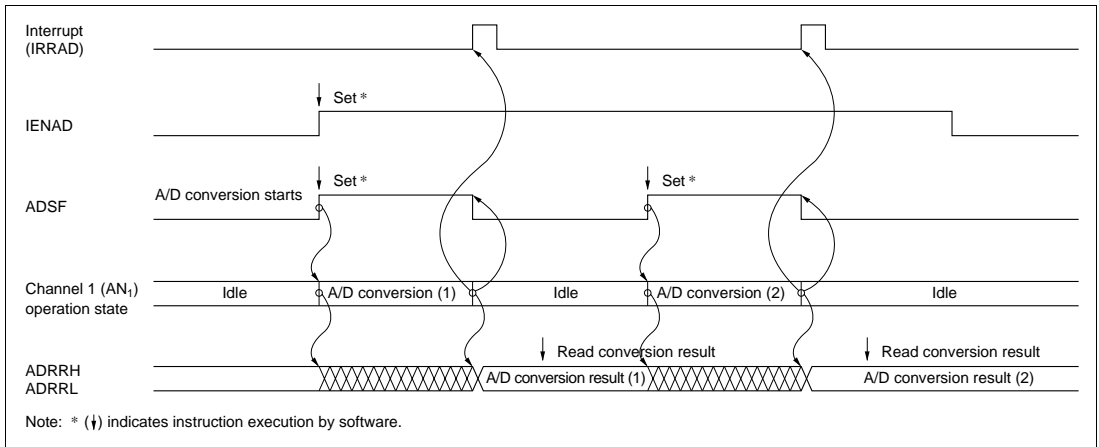 Interrupt
(IRRAD)
Set *
IENAD
A/D conversion starts
Set *
Set *
ADSF
Channel 1 (AN1)
operation state
Idle
A/D conversion (1)
Idle
A/D conversion (2)
Idle
Read conversion result
Read conversion result
ADRRH
ADRRL
A/D conversion result (1)
A/D conversion result (2)
Note: * (↓) indicates instruction execution by software.